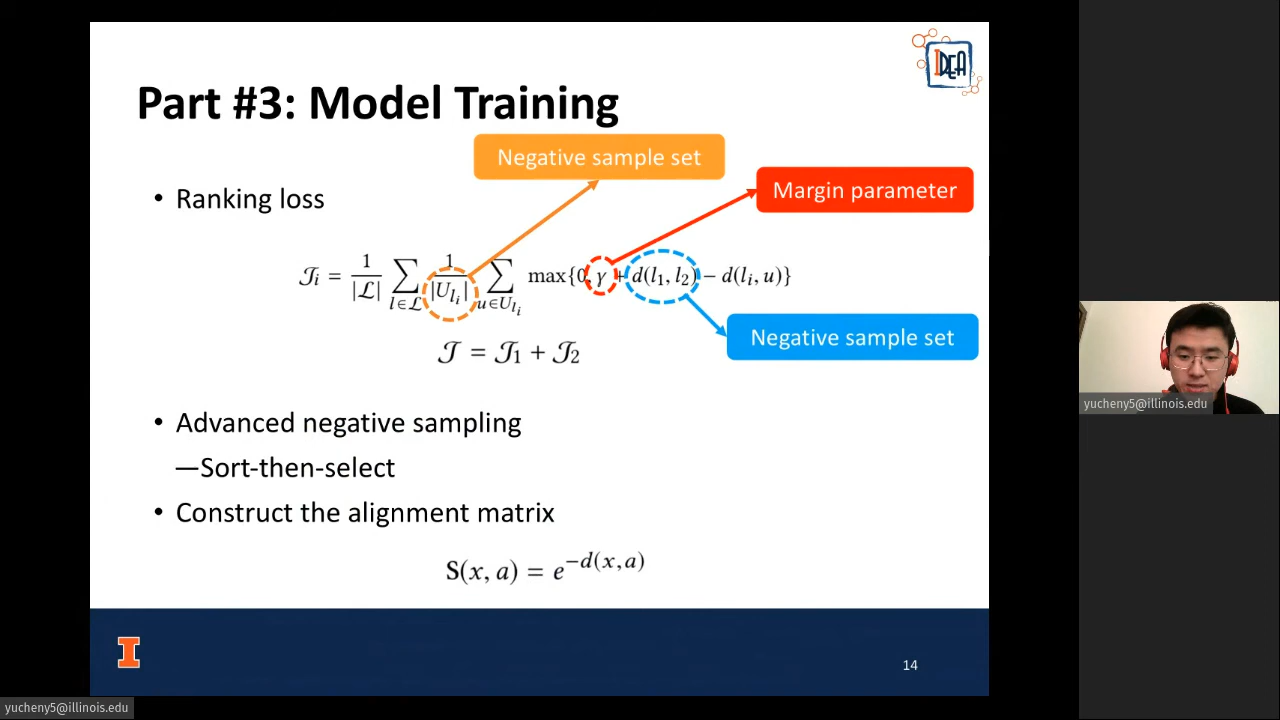 IDEA
Part #3: Model Training
Negative sample set
Margin parameter
• Ranking loss
𝒥ᵢ = 1/|ℒ| ∑_{l∈ℒ} 1/|U_{lᵢ}| ∑_{u∈U_{lᵢ}} max{0, γ + d(l₁, l₂) − d(lᵢ, u)}
Negative sample set
𝒥 = 𝒥₁ + 𝒥₂
• Advanced negative sampling
—Sort-then-select
• Construct the alignment matrix
S(x, a) = e^{−d(x,a)}
I
14
yucheny5@illinois.edu
yucheny5@illinois.edu